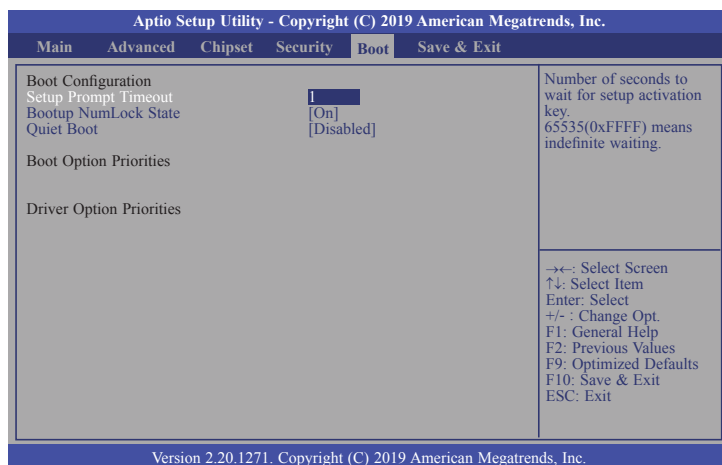 Aptio Setup Utility - Copyright (C) 2019 American Megatrends, Inc.
Main Advanced Chipset Security Boot Save & Exit
Boot Configuration
Setup Prompt Timeout 1
Bootup NumLock State [On]
Quiet Boot [Disabled]
Boot Option Priorities
Driver Option Priorities
Number of seconds to
wait for setup activation
key.
65535(0xFFFF) means
indefinite waiting.
→←: Select Screen
↑↓: Select Item
Enter: Select
+/- : Change Opt.
F1: General Help
F2: Previous Values
F9: Optimized Defaults
F10: Save & Exit
ESC: Exit
Version 2.20.1271. Copyright (C) 2019 American Megatrends, Inc.